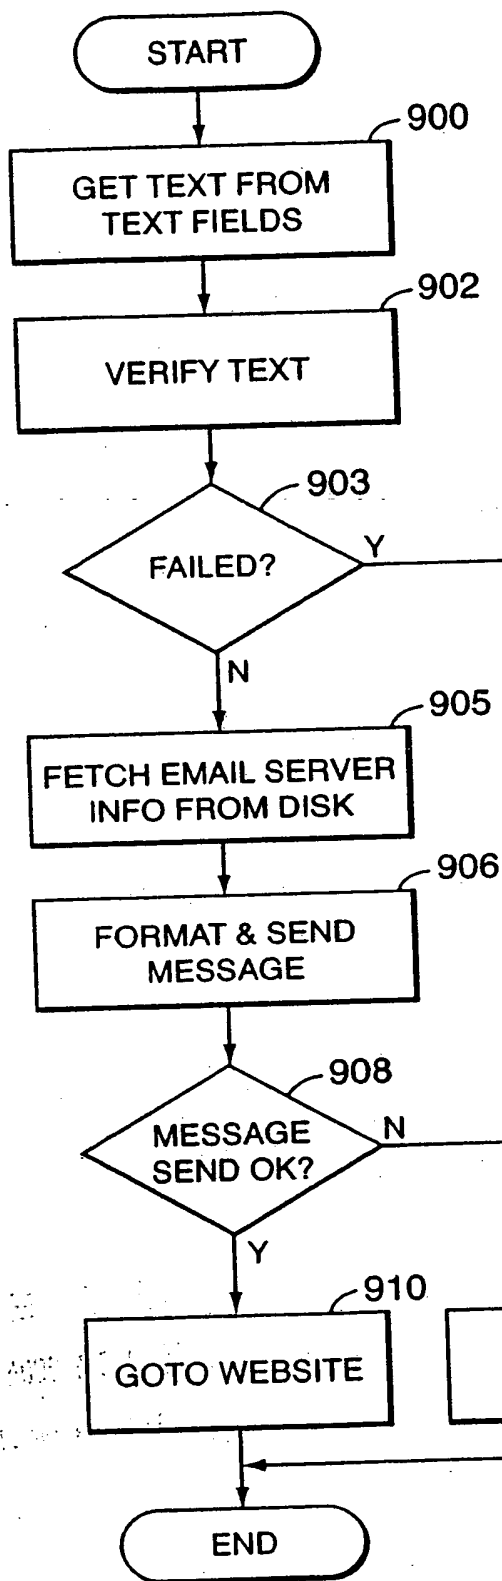 START
900
GET TEXT FROM
TEXT FIELDS
902
VERIFY TEXT
903
FAILED?
Y
N
905
FETCH EMAIL SERVER
INFO FROM DISK
906
FORMAT & SEND
MESSAGE
908
MESSAGE
SEND OK?
N
Y
910
GOTO WEBSITE
END